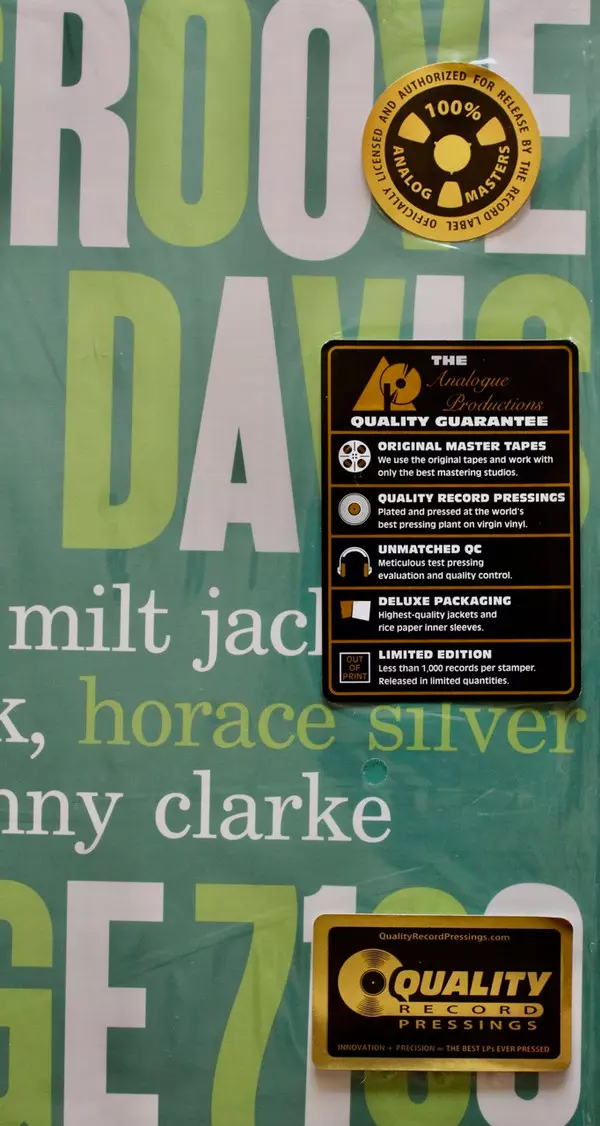 GROOVE
100%
ANALOG MASTERS
OFFICIALLY LICENSED AND AUTHORIZED FOR RELEASE BY THE RECORD LABEL
DAVIS
THE
Analogue
Productions
QUALITY GUARANTEE
ORIGINAL MASTER TAPES
We use the original tapes and work with
only the best mastering studios.
QUALITY RECORD PRESSINGS
Plated and pressed at the world's
best pressing plant on virgin vinyl.
UNMATCHED QC
Meticulous test pressing
evaluation and quality control.
DELUXE PACKAGING
Highest-quality jackets and
rice paper inner sleeves.
OUT
OF
PRINT
LIMITED EDITION
Less than 1,000 records per stamper.
Released in limited quantities.
milt jac
k, horace silver
nny clarke
GE 7
QualityRecordPressings.com
QUALITY
RECORD
PRESSINGS
INNOVATION + PRECISION = THE BEST LPs EVER PRESSED